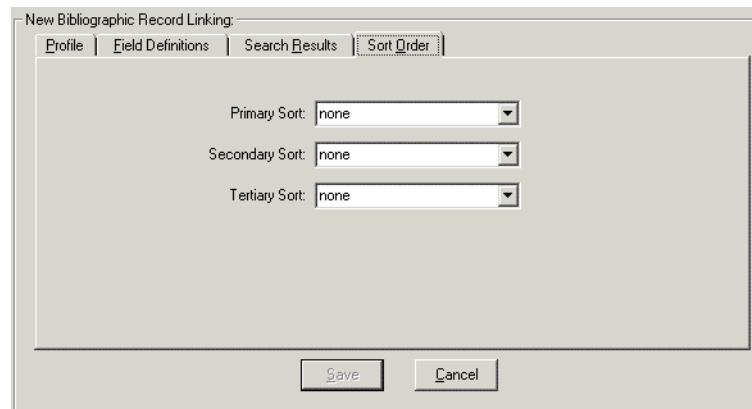 New Bibliographic Record Linking:
Profile Field Definitions Search Results Sort Order
Primary Sort: none
Secondary Sort: none
Tertiary Sort: none
Save Cancel